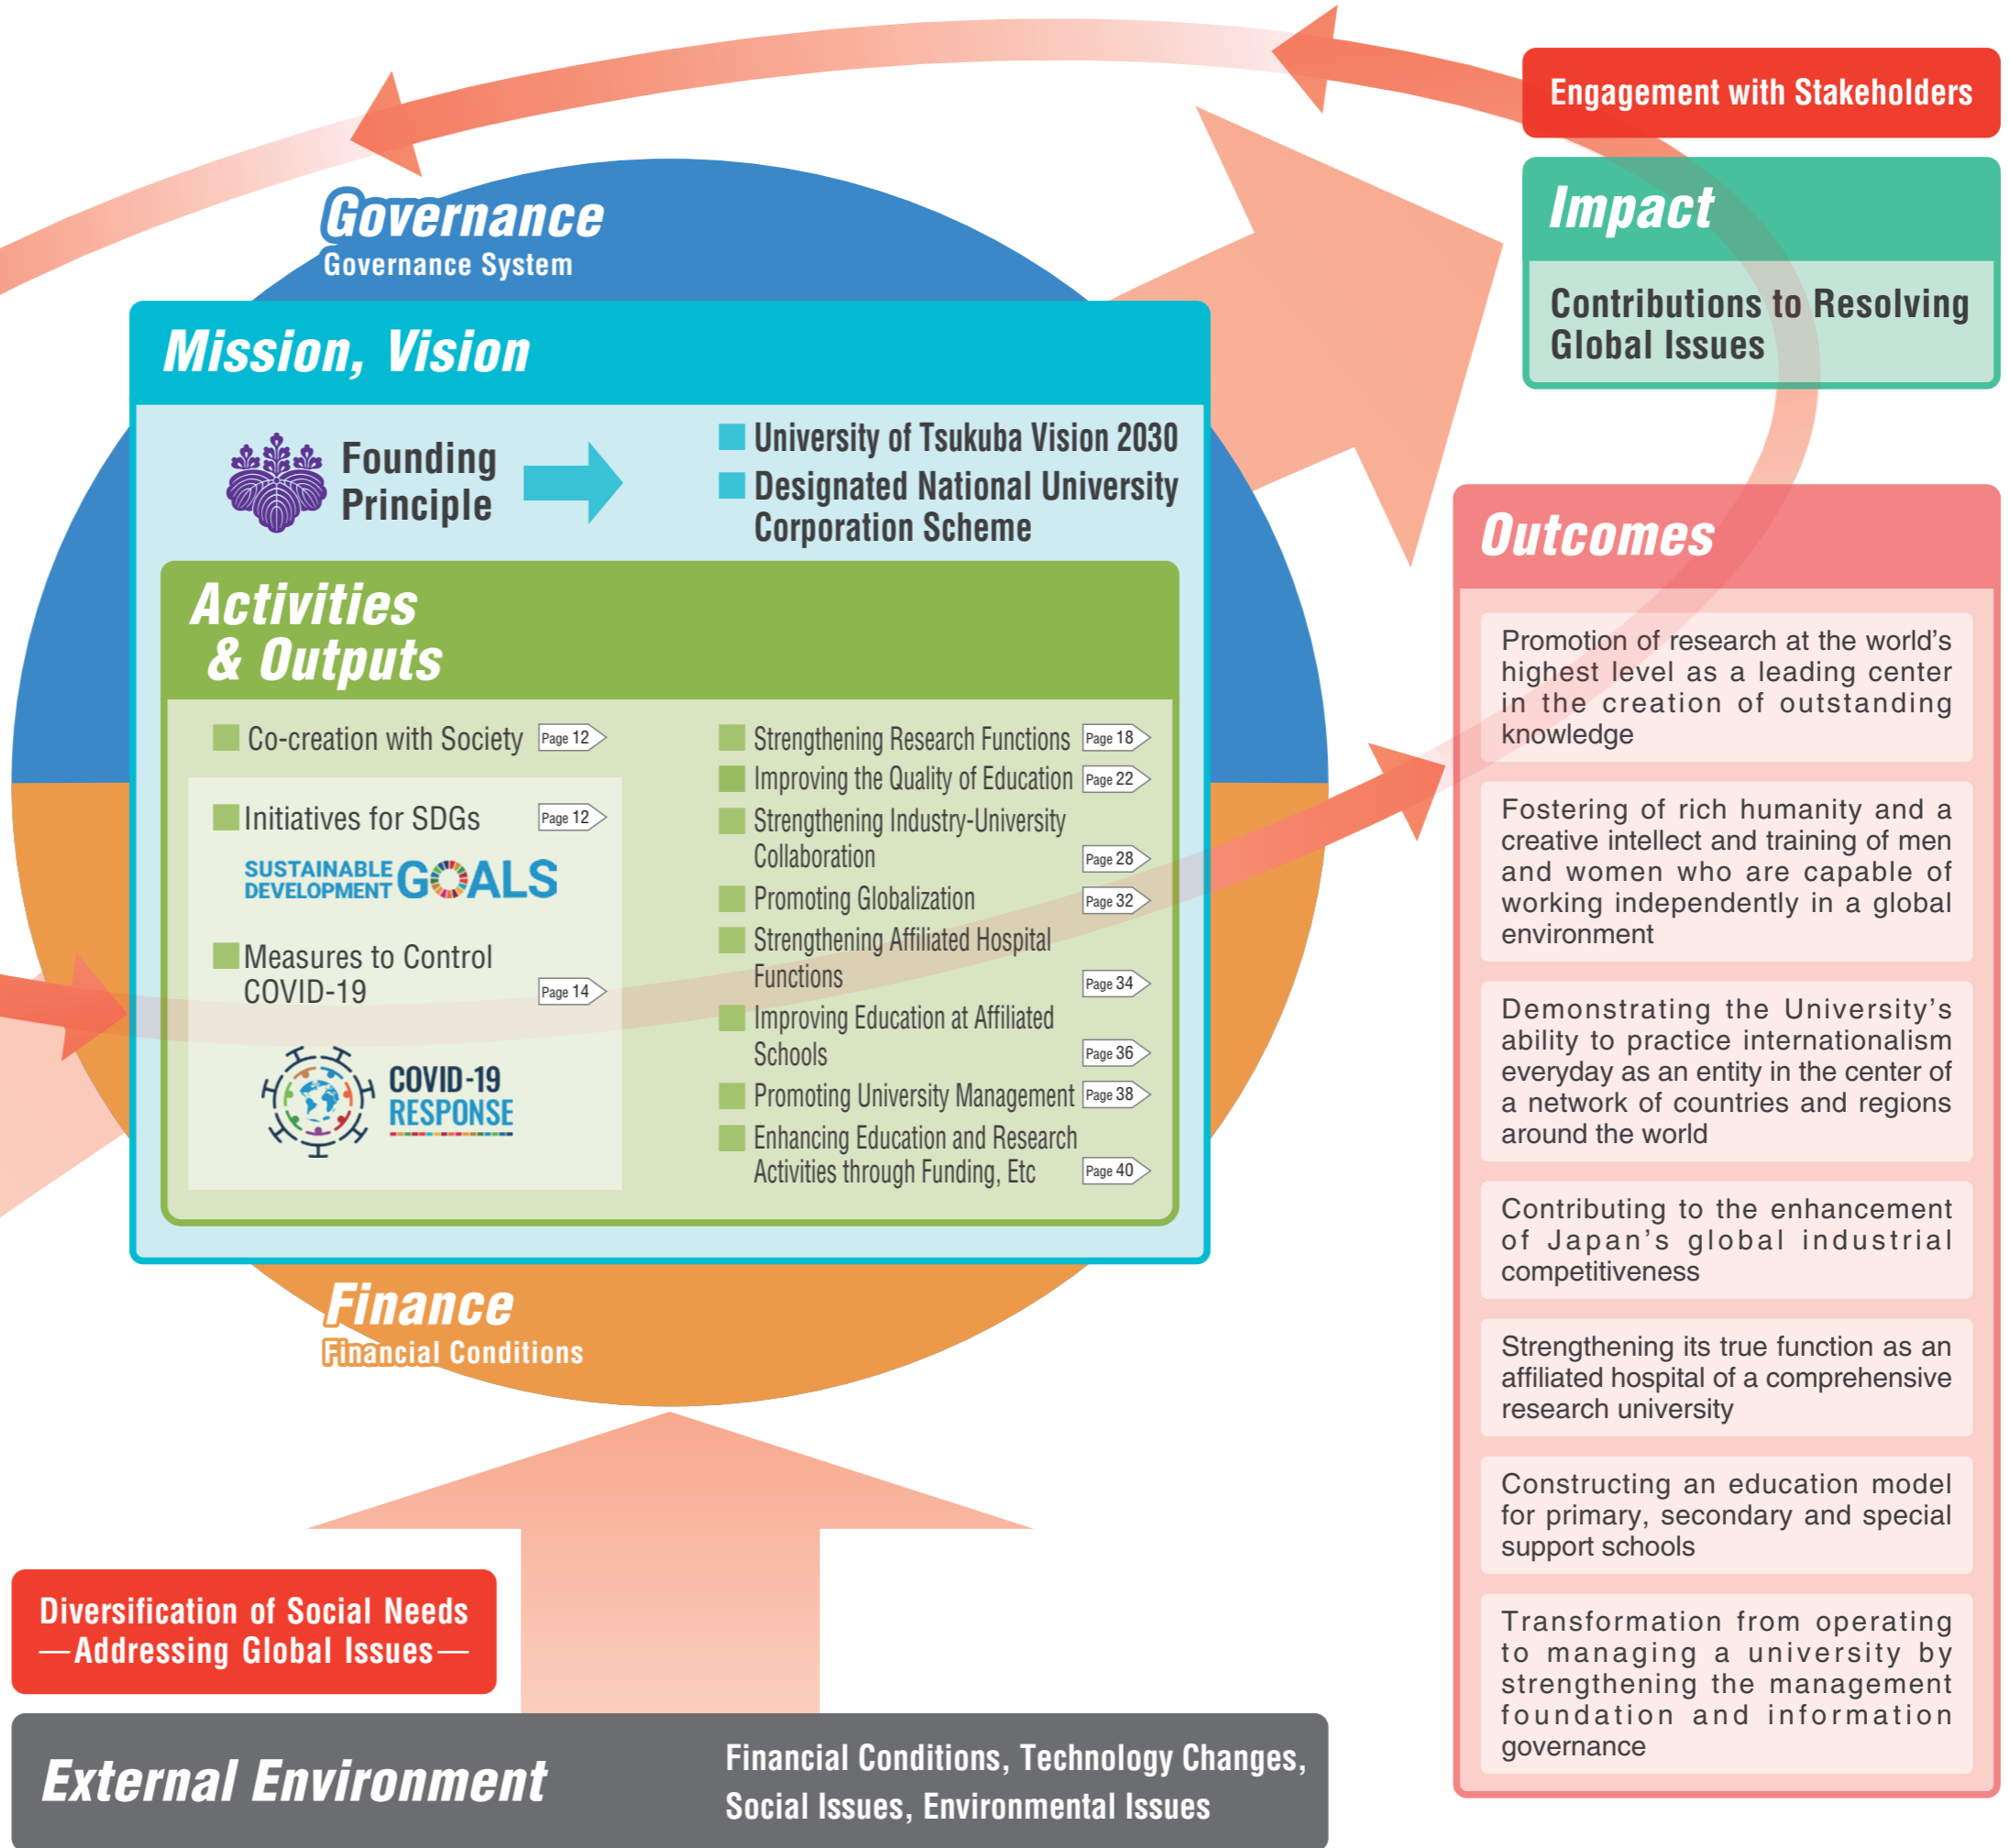 Governance
Governance System
Mission, Vision
Founding
Principle
University of Tsukuba Vision 2030
Designated National University
Corporation Scheme
Activities
& Outputs
Co-creation with Society Page 12
Initiatives for SDGs Page 12
SUSTAINABLE
DEVELOPMENT GOALS
Measures to Control
COVID-19 Page 14
COVID-19
RESPONSE
Strengthening Research Functions Page 18
Improving the Quality of Education Page 22
Strengthening Industry-University
Collaboration Page 28
Promoting Globalization Page 32
Strengthening Affiliated Hospital
Functions Page 34
Improving Education at Affiliated
Schools Page 36
Promoting University Management Page 38
Enhancing Education and Research
Activities through Funding, Etc Page 40
Finance
Financial Conditions
Diversification of Social Needs
—Addressing Global Issues—
External Environment
Financial Conditions, Technology Changes,
Social Issues, Environmental Issues
Engagement with Stakeholders
Impact
Contributions to Resolving
Global Issues
Outcomes
Promotion of research at the world's
highest level as a leading center
in the creation of outstanding
knowledge
Fostering of rich humanity and a
creative intellect and training of men
and women who are capable of
working independently in a global
environment
Demonstrating the University's
ability to practice internationalism
everyday as an entity in the center of
a network of countries and regions
around the world
Contributing to the enhancement
of Japan's global industrial
competitiveness
Strengthening its true function as an
affiliated hospital of a comprehensive
research university
Constructing an education model
for primary, secondary and special
support schools
Transformation from operating
to managing a university by
strengthening the management
foundation and information
governance